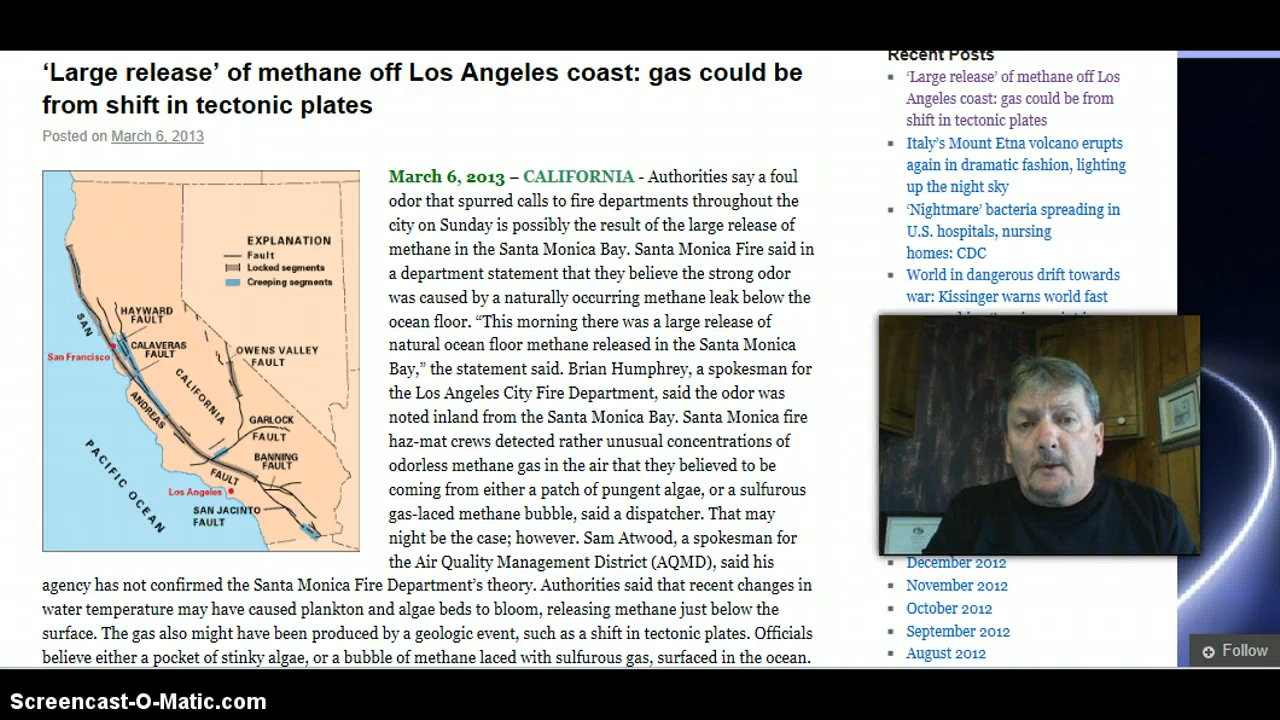 ‘Large release’ of methane off Los Angeles coast: gas could be
from shift in tectonic plates
Posted on March 6, 2013
EXPLANATION
Fault
Locked segments
Creeping segments
HAYWARD
FAULT
CALAVERAS
FAULT
SAN
San Francisco
OWENS VALLEY
FAULT
CALIFORNIA
ANDREAS
GARLOCK
FAULT
BANNING
FAULT
FAULT
PACIFIC OCEAN
Los Angeles
SAN JACINTO
FAULT
March 6, 2013 – CALIFORNIA - Authorities say a foul
odor that spurred calls to fire departments throughout the
city on Sunday is possibly the result of the large release of
methane in the Santa Monica Bay. Santa Monica Fire said in
a department statement that they believe the strong odor
was caused by a naturally occurring methane leak below the
ocean floor. “This morning there was a large release of
natural ocean floor methane released in the Santa Monica
Bay,” the statement said. Brian Humphrey, a spokesman for
the Los Angeles City Fire Department, said the odor was
noted inland from the Santa Monica Bay. Santa Monica fire
haz-mat crews detected rather unusual concentrations of
odorless methane gas in the air that they believed to be
coming from either a patch of pungent algae, or a sulfurous
gas-laced methane bubble, said a dispatcher. That may
night be the case; however. Sam Atwood, a spokesman for
the Air Quality Management District (AQMD), said his
agency has not confirmed the Santa Monica Fire Department’s theory. Authorities said that recent changes in
water temperature may have caused plankton and algae beds to bloom, releasing methane just below the
surface. The gas also might have been produced by a geologic event, such as a shift in tectonic plates. Officials
believe either a pocket of stinky algae, or a bubble of methane laced with sulfurous gas, surfaced in the ocean.
Recent Posts
‘Large release’ of methane off Los
Angeles coast: gas could be from
shift in tectonic plates
Italy’s Mount Etna volcano erupts
again in dramatic fashion, lighting
up the night sky
‘Nightmare’ bacteria spreading in
U.S. hospitals, nursing
homes: CDC
World in dangerous drift towards
war: Kissinger warns world fast
December 2012
November 2012
October 2012
September 2012
August 2012
Follow
Screencast-O-Matic.com